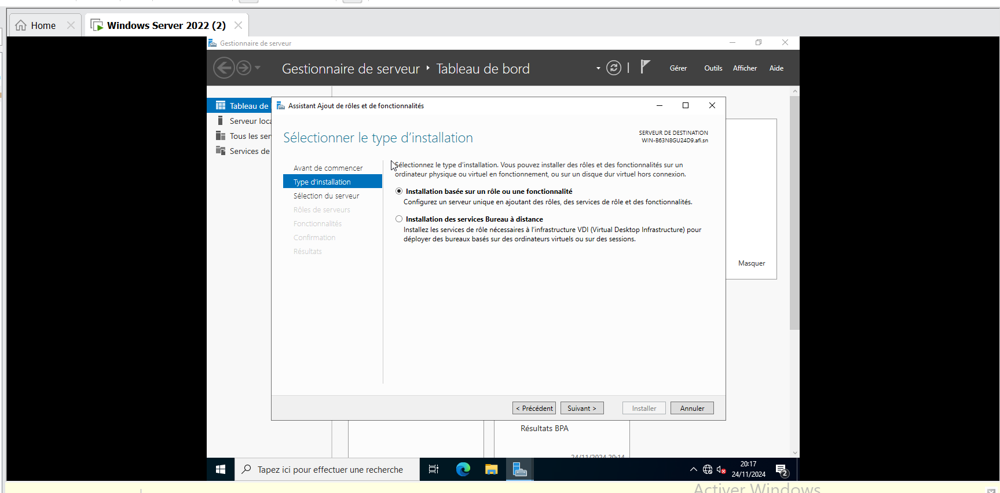 Home
Windows Server 2022 (2)
Gestionnaire de serveur
Gestionnaire de serveur
Tableau de bord
Gérer
Outils
Afficher
Aide
Tableau de
Serveur loca
Tous les ser
Services de
Assistant Ajout de rôles et de fonctionnalités
Sélectionner le type d’installation
SERVEUR DE DESTINATION
WIN-B63N8GU24D9.afi.sn
Avant de commencer
Type d’installation
Sélection du serveur
Rôles de serveurs
Fonctionnalités
Confirmation
Résultats
Sélectionnez le type d’installation. Vous pouvez installer des rôles et des fonctionnalités sur un
ordinateur physique ou virtuel en fonctionnement, ou sur un disque dur virtuel hors connexion.
Installation basée sur un rôle ou une fonctionnalité
Configurez un serveur unique en ajoutant des rôles, des services de rôle et des fonctionnalités.
Installation des services Bureau à distance
Installez les services de rôle nécessaires à l’infrastructure VDI (Virtual Desktop Infrastructure) pour
déployer des bureaux basés sur des ordinateurs virtuels ou sur des sessions.
Masquer
< Précédent
Suivant >
Installer
Annuler
Résultats BPA
24/11/2024 20:14
Tapez ici pour effectuer une recherche
20:17
24/11/2024
2
Activer Windows